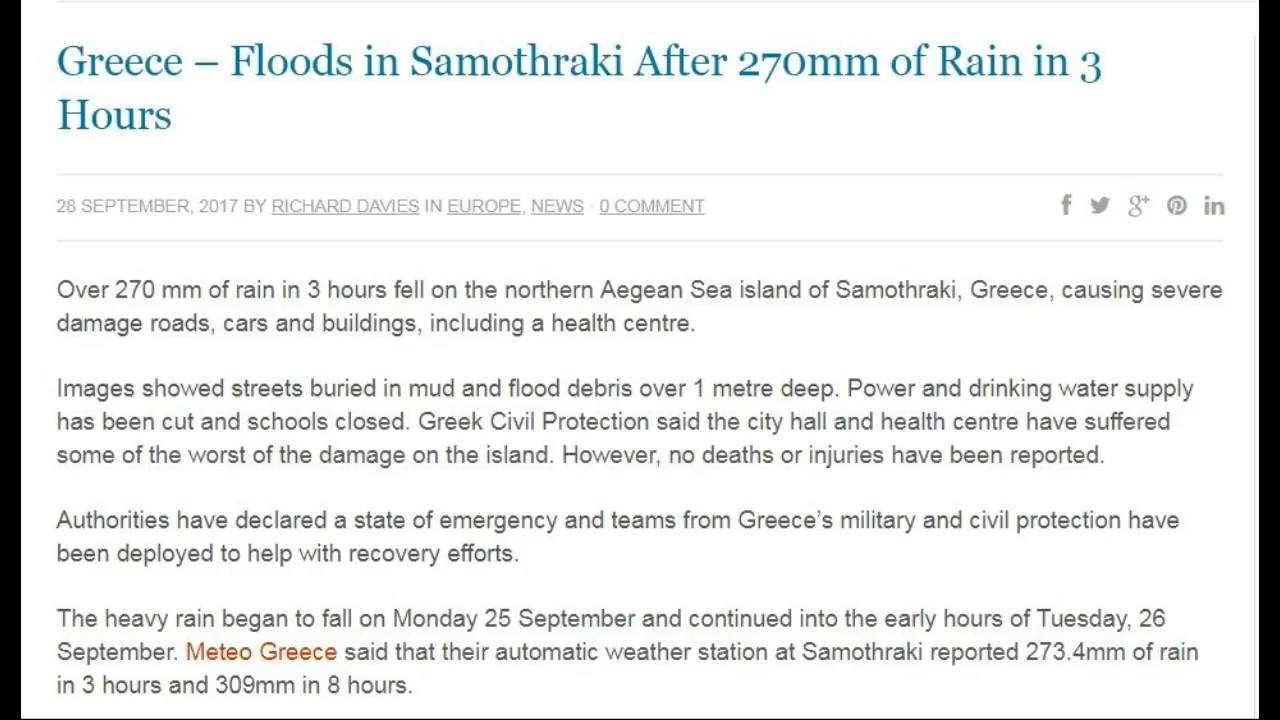 Greece – Floods in Samothraki After 270mm of Rain in 3
Hours
28 SEPTEMBER, 2017 BY RICHARD DAVIES IN EUROPE, NEWS · 0 COMMENT
Over 270 mm of rain in 3 hours fell on the northern Aegean Sea island of Samothraki, Greece, causing severe
damage roads, cars and buildings, including a health centre.
Images showed streets buried in mud and flood debris over 1 metre deep. Power and drinking water supply
has been cut and schools closed. Greek Civil Protection said the city hall and health centre have suffered
some of the worst of the damage on the island. However, no deaths or injuries have been reported.
Authorities have declared a state of emergency and teams from Greece’s military and civil protection have
been deployed to help with recovery efforts.
The heavy rain began to fall on Monday 25 September and continued into the early hours of Tuesday, 26
September. Meteo Greece said that their automatic weather station at Samothraki reported 273.4mm of rain
in 3 hours and 309mm in 8 hours.